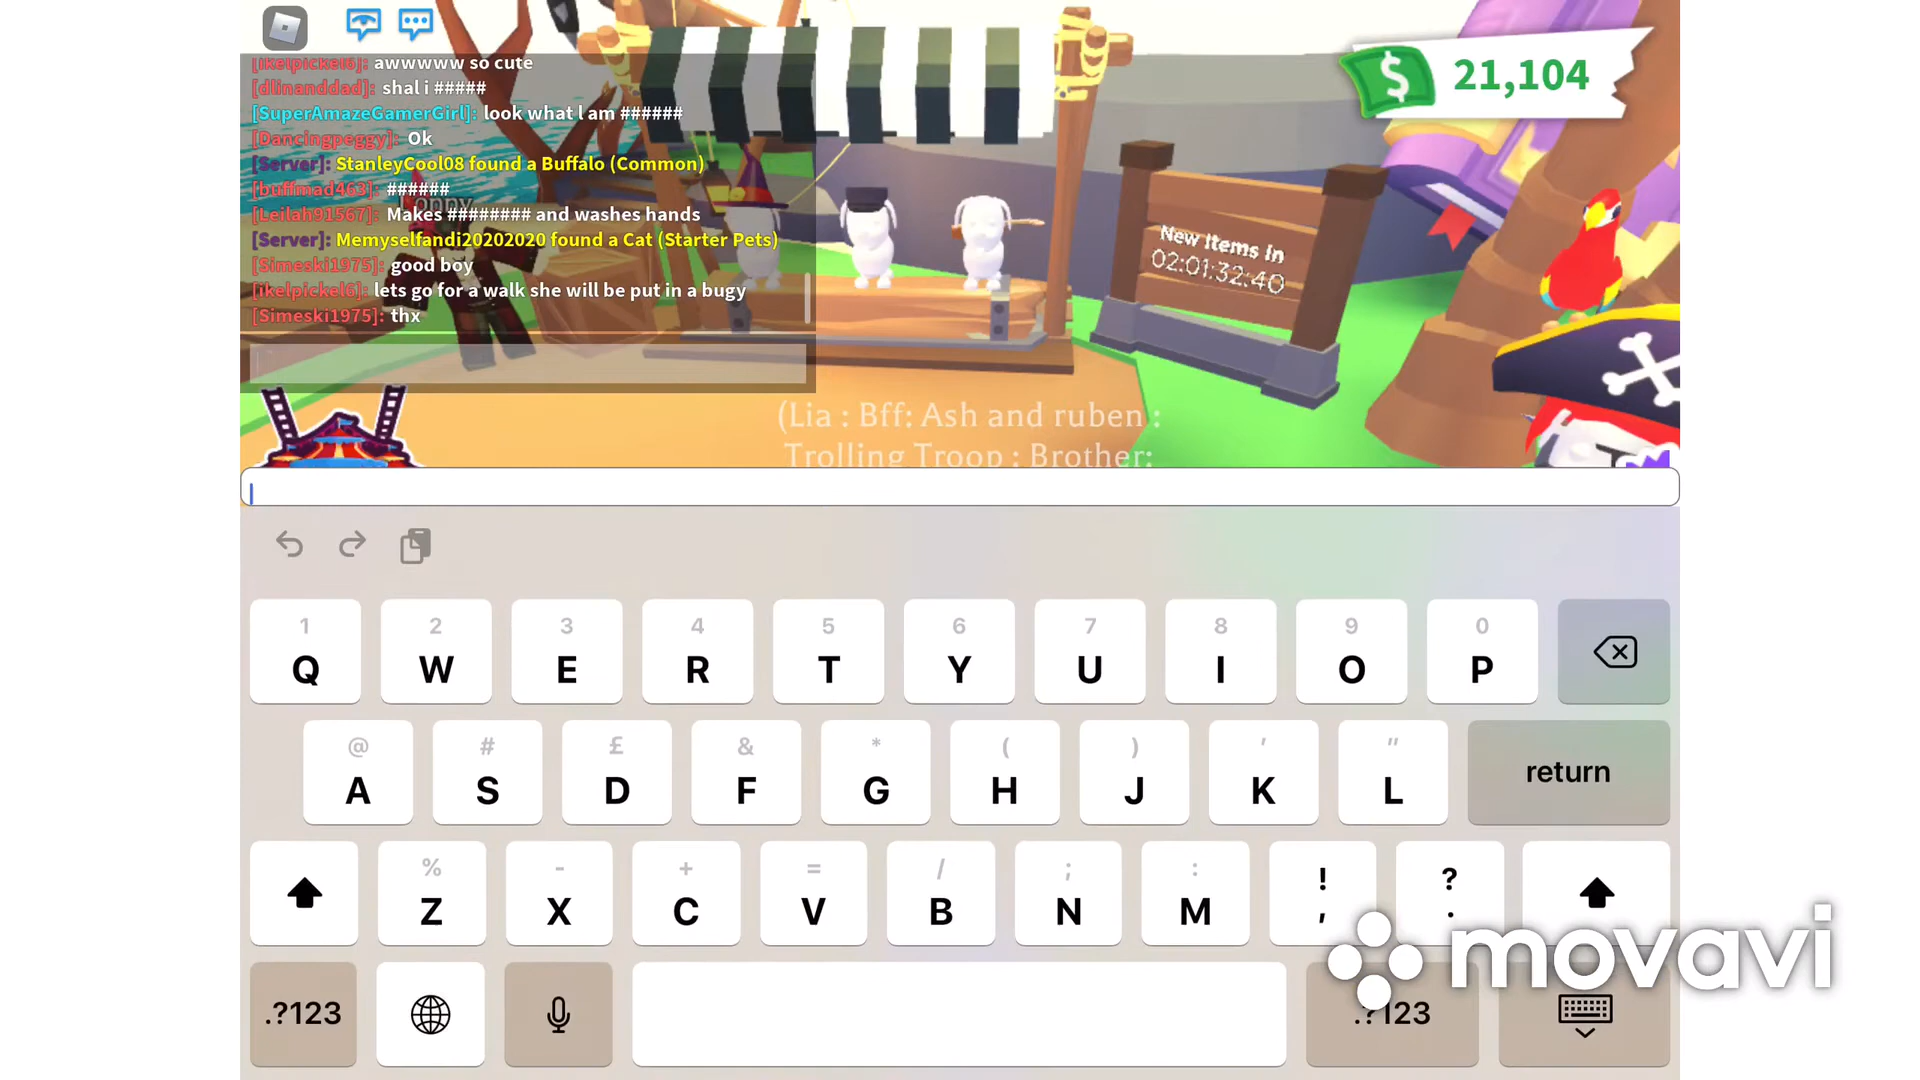 [ikelpickel6]: awwwww so cute
[dlinanddad]: shal i #####
[SuperAmazeGamerGirl]: look what l am ######
[Dancingpeggy]: Ok
[Server]: StanleyCool08 found a Buffalo (Common)
[buffmad463]: ######
[Leilah91567]: Makes ######## and washes hands
[Server]: Memyselfandi20202020 found a Cat (Starter Pets)
[Simeski1975]: good boy
[ikelpickel6]: lets go for a walk she will be put in a bugy
[Simeski1975]: thx
21,104
New Items in
02:01:32:40
(Lia : Bff: Ash and ruben :
Trolling Troop : Brother:
1 2 3 4 5 6 7 8 9 0
Q W E R T Y U I O P
@ # £ & * ( ) ' "
A S D F G H J K L return
% - + = / ; : ! ?
Z X C V B N M , .
.?123 .?123
movavi